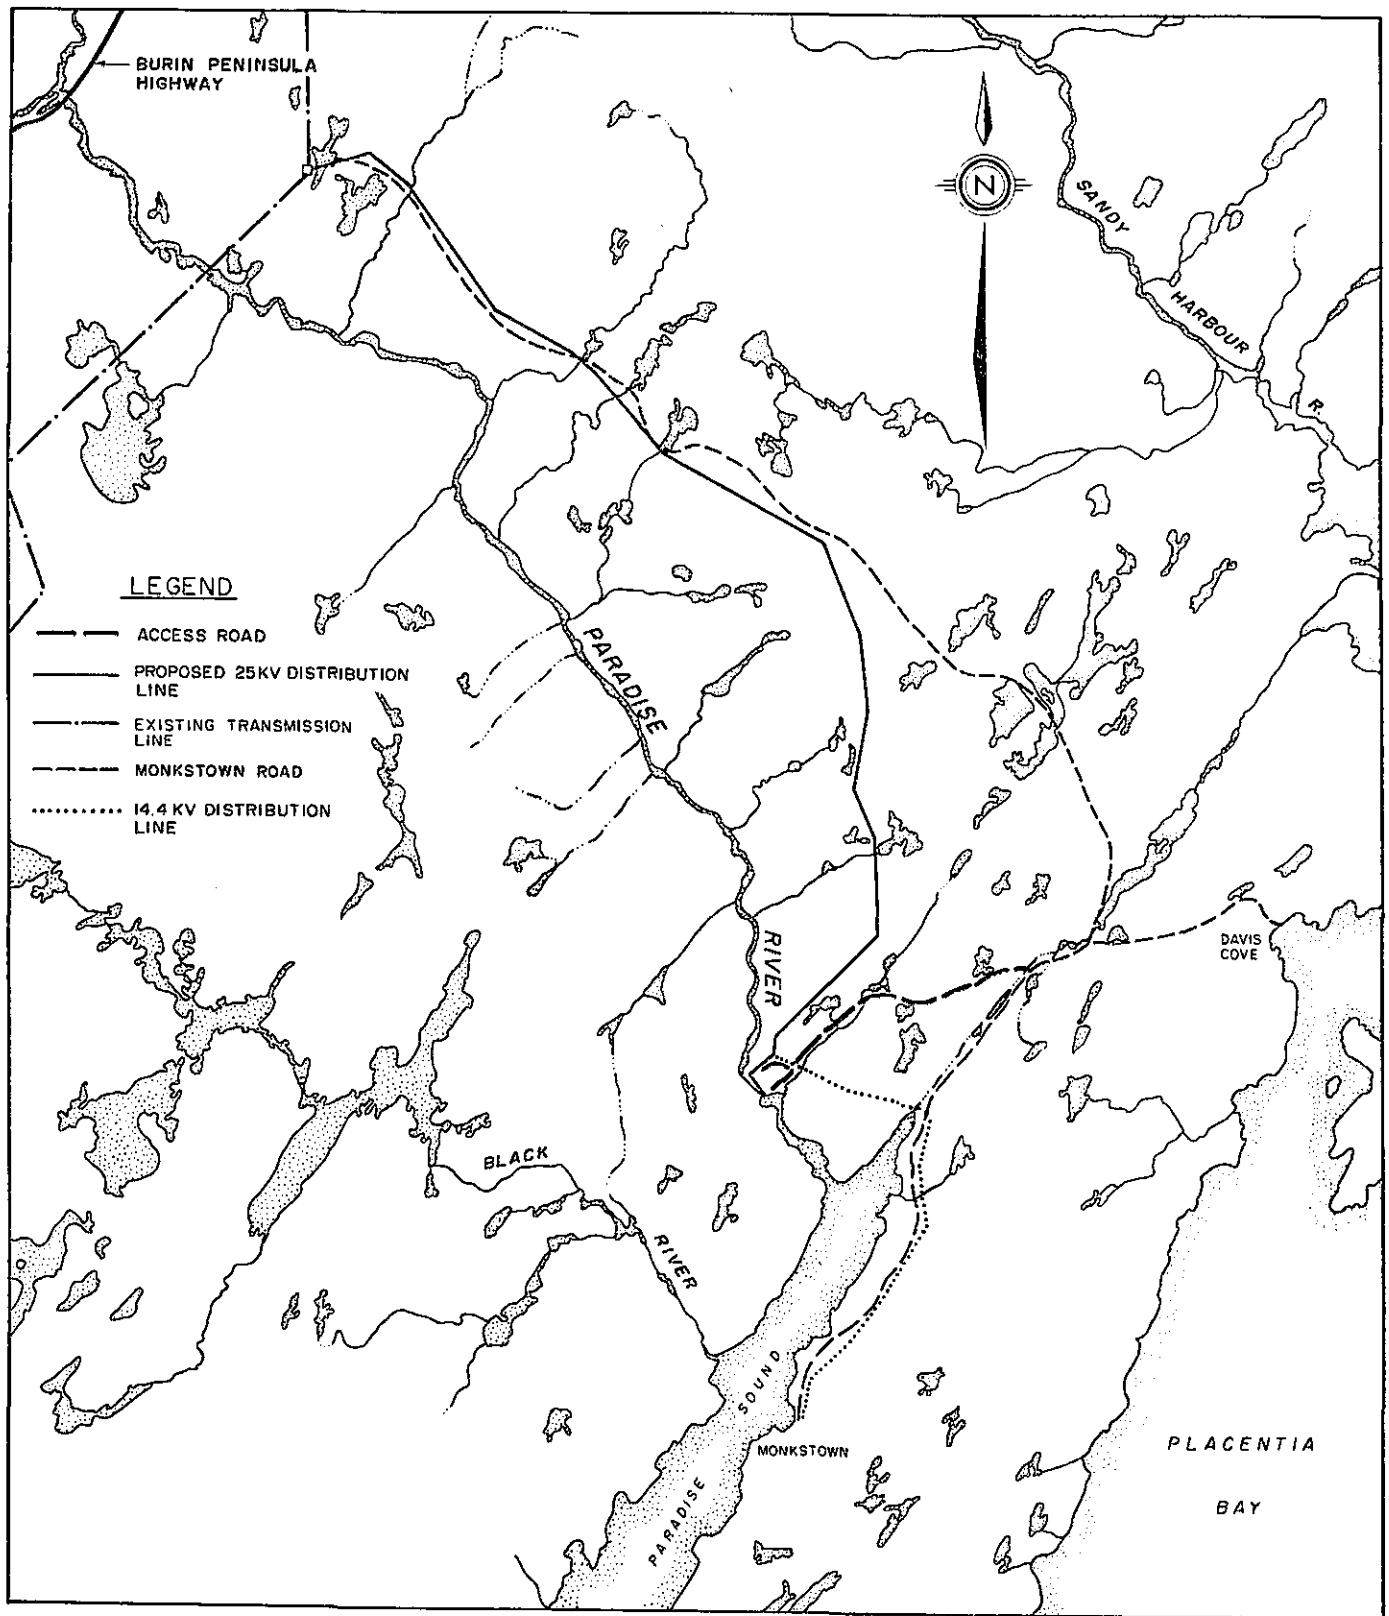 BURIN PENINSULA
HIGHWAY
N
SANDY
HARBOUR
R.
LEGEND
ACCESS ROAD
PROPOSED 25KV DISTRIBUTION
LINE
EXISTING TRANSMISSION
LINE
MONKSTOWN ROAD
14.4 KV DISTRIBUTION
LINE
PARADISE
RIVER
DAVIS
COVE
BLACK
RIVER
PARADISE SOUND
MONKSTOWN
PLACENTIA
BAY